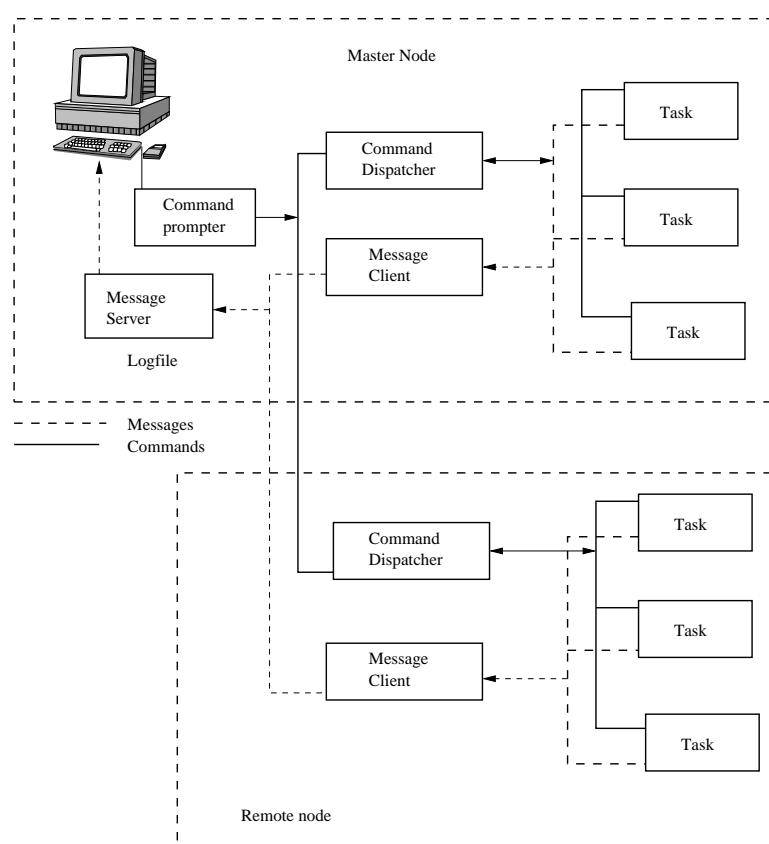 Master Node
Task
Command
Dispatcher
Command
prompter
Task
Message
Client
Message
Server
Task
Logfile
Messages
Commands
Task
Command
Dispatcher
Task
Message
Client
Task
Remote node